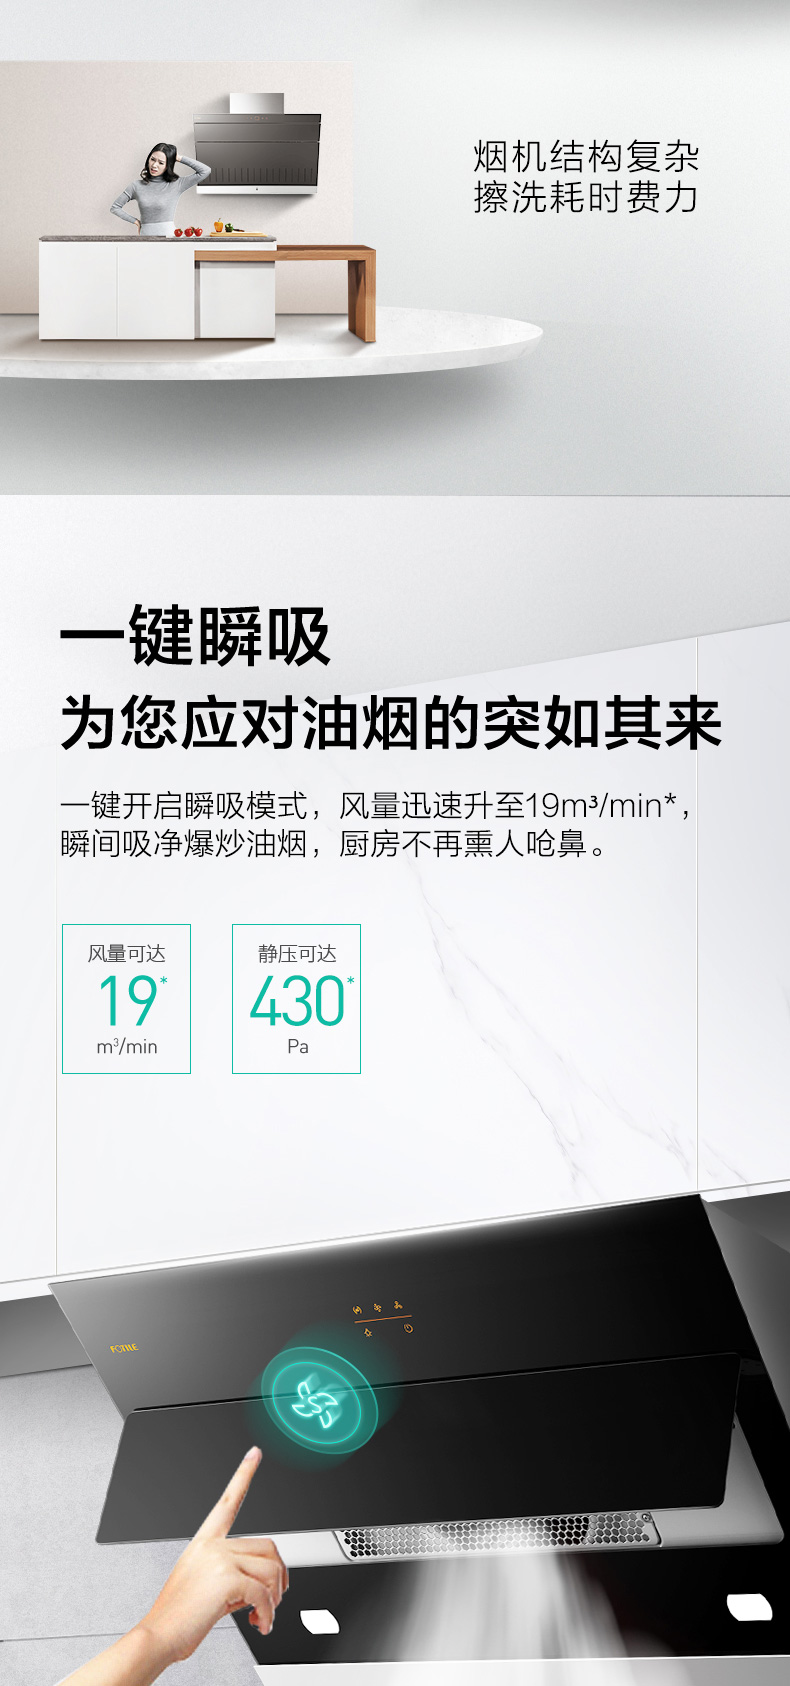 烟机结构复杂
擦洗耗时费力
一键瞬吸
为您应对油烟的突如其来
一键开启瞬吸模式，风量迅速升至19m³/min*，
瞬间吸净爆炒油烟，厨房不再熏人呛鼻。
风量可达
19*
m³/min
静压可达
430*
Pa
FOTILE